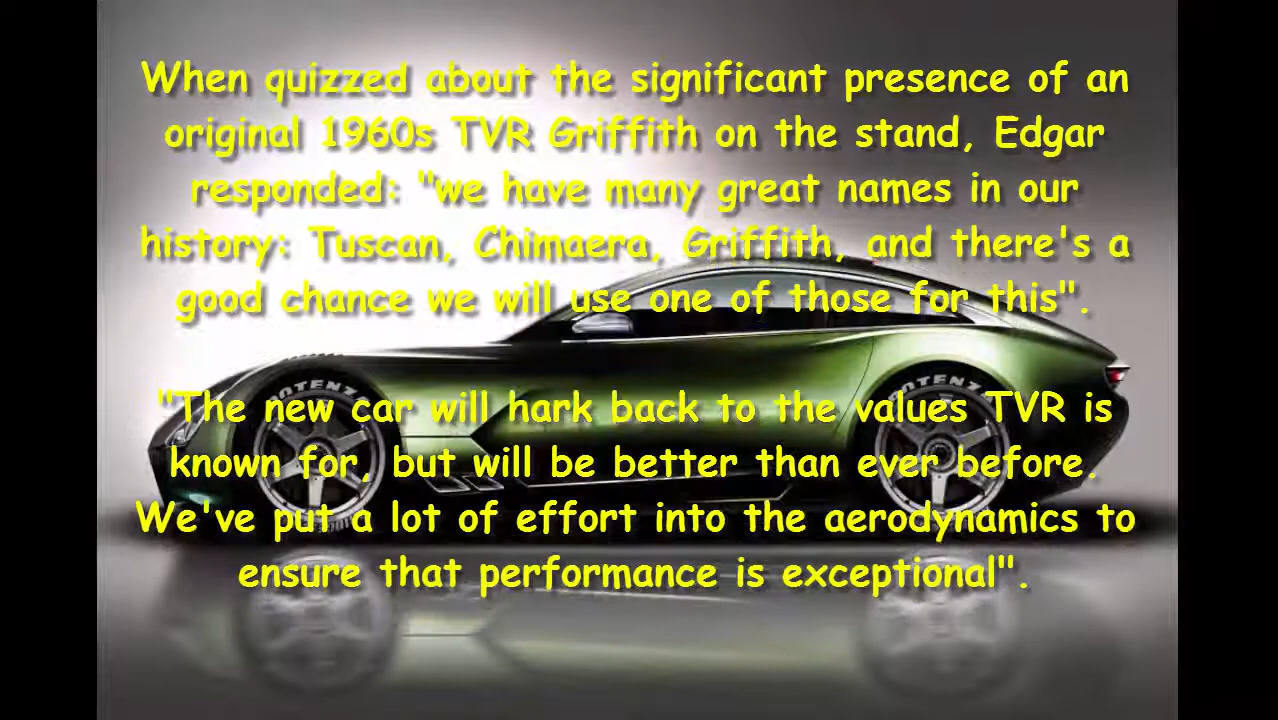 When quizzed about the significant presence of an
original 1960s TVR Griffith on the stand, Edgar
responded: "we have many great names in our
history: Tuscan, Chimaera, Griffith, and there's a
good chance we will use one of those for this".
"The new car will hark back to the values TVR is
known for, but will be better than ever before.
We've put a lot of effort into the aerodynamics to
ensure that performance is exceptional".
POTENZA